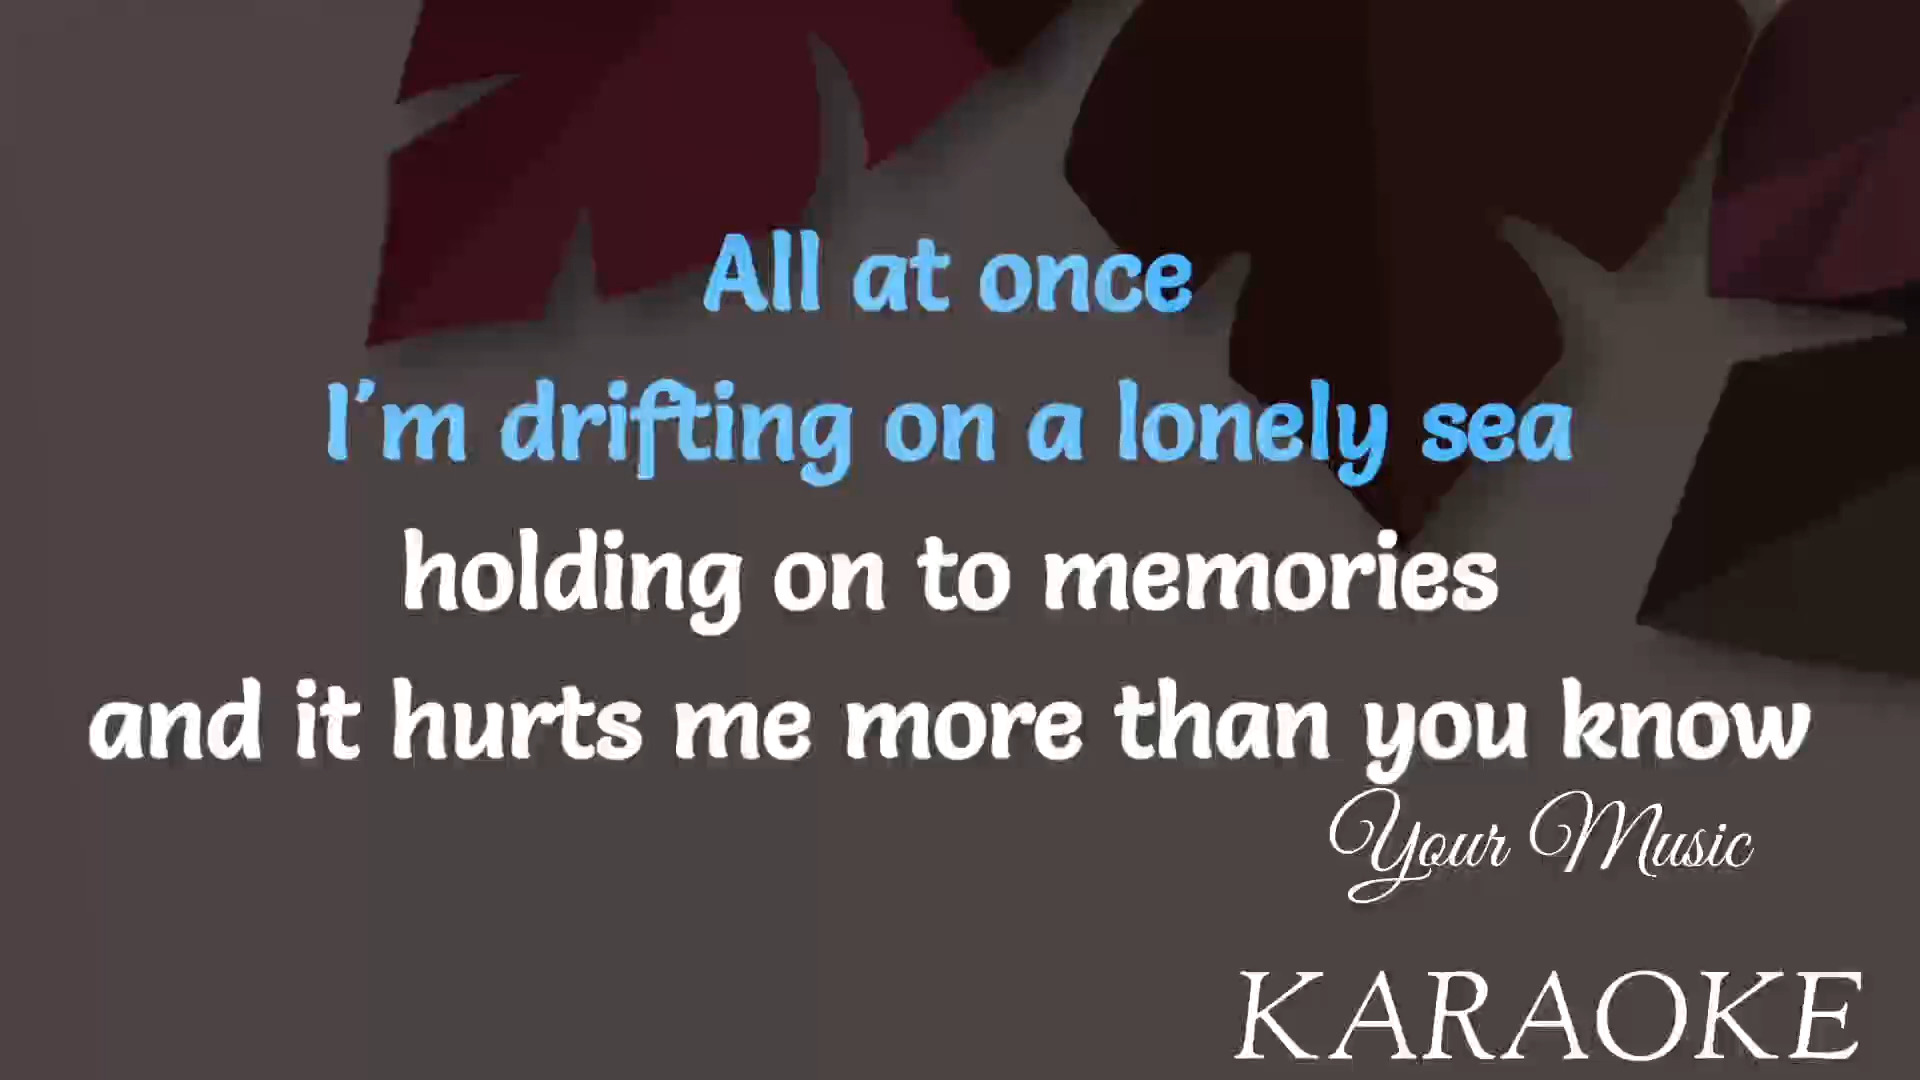 All at once
I'm drifting on a lonely sea
holding on to memories
and it hurts me more than you know
Your Music
KARAOKE